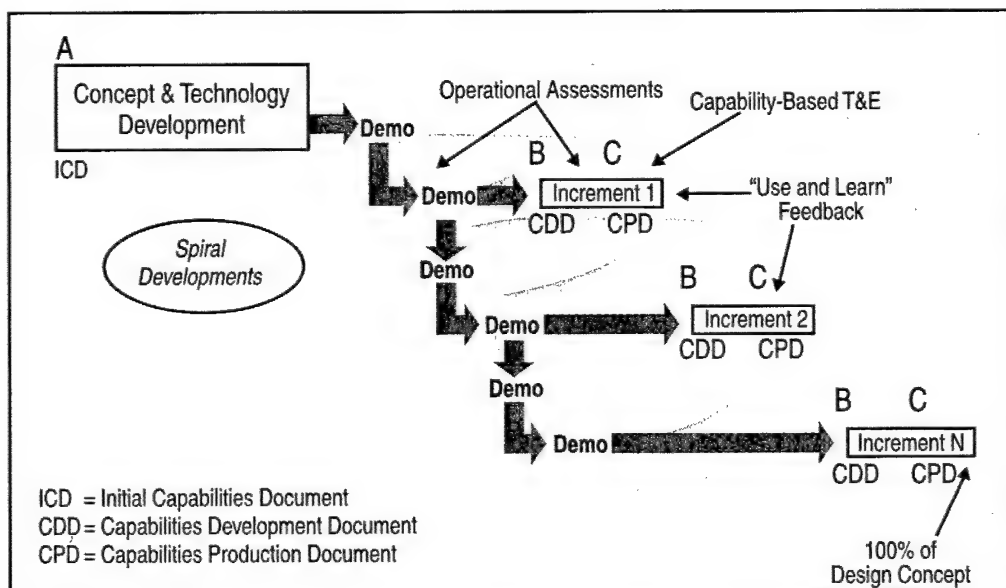 A
Concept & Technology
Development
ICD
Operational Assessments
Capability-Based T&E
Demo
B C
Demo
Increment 1
"Use and Learn"
Feedback
CDD CPD
Spiral
Developments
Demo
B C
Demo
Increment 2
CDD CPD
Demo
B C
Demo
Increment N
CDD CPD
ICD = Initial Capabilities Document
CDD = Capabilities Development Document
CPD = Capabilities Production Document
100% of
Design Concept